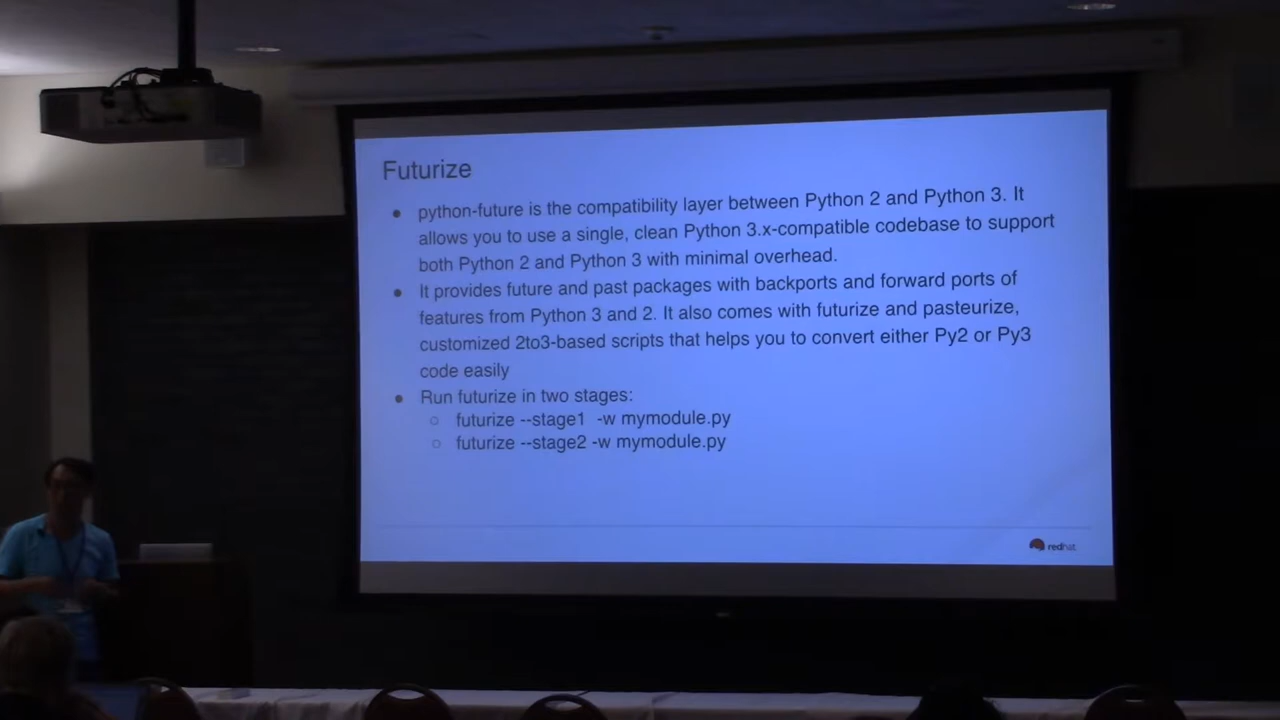 Futurize
● python-future is the compatibility layer between Python 2 and Python 3. It
allows you to use a single, clean Python 3.x-compatible codebase to support
both Python 2 and Python 3 with minimal overhead.
● It provides future and past packages with backports and forward ports of
features from Python 3 and 2. It also comes with futurize and pasteurize,
customized 2to3-based scripts that helps you to convert either Py2 or Py3
code easily
● Run futurize in two stages:
○ futurize --stage1 -w mymodule.py
○ futurize --stage2 -w mymodule.py
redhat